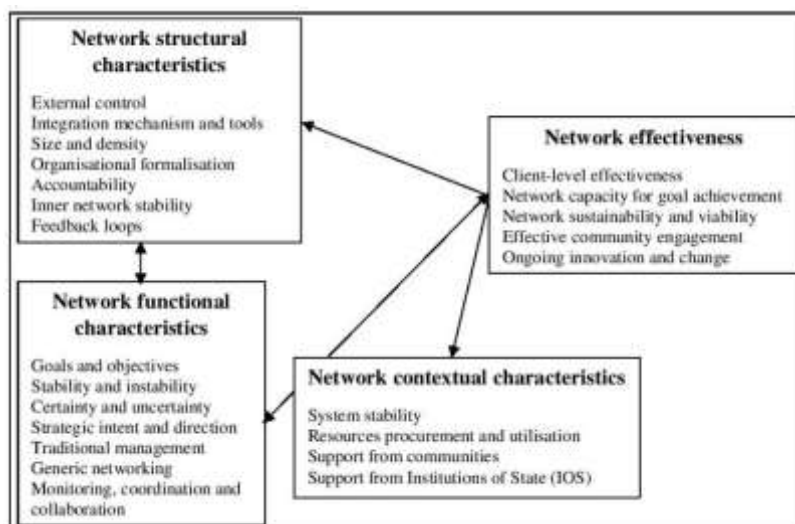 Network structural
characteristics
External control
Integration mechanism and tools
Size and density
Organisational formalisation
Accountability
Inner network stability
Feedback loops
Network effectiveness
Client-level effectiveness
Network capacity for goal achievement
Network sustainability and viability
Effective community engagement
Ongoing innovation and change
Network functional
characteristics
Goals and objectives
Stability and instability
Certainty and uncertainty
Strategic intent and direction
Traditional management
Generic networking
Monitoring, coordination and
collaboration
Network contextual characteristics
System stability
Resources procurement and utilisation
Support from communities
Support from Institutions of State (IOS)